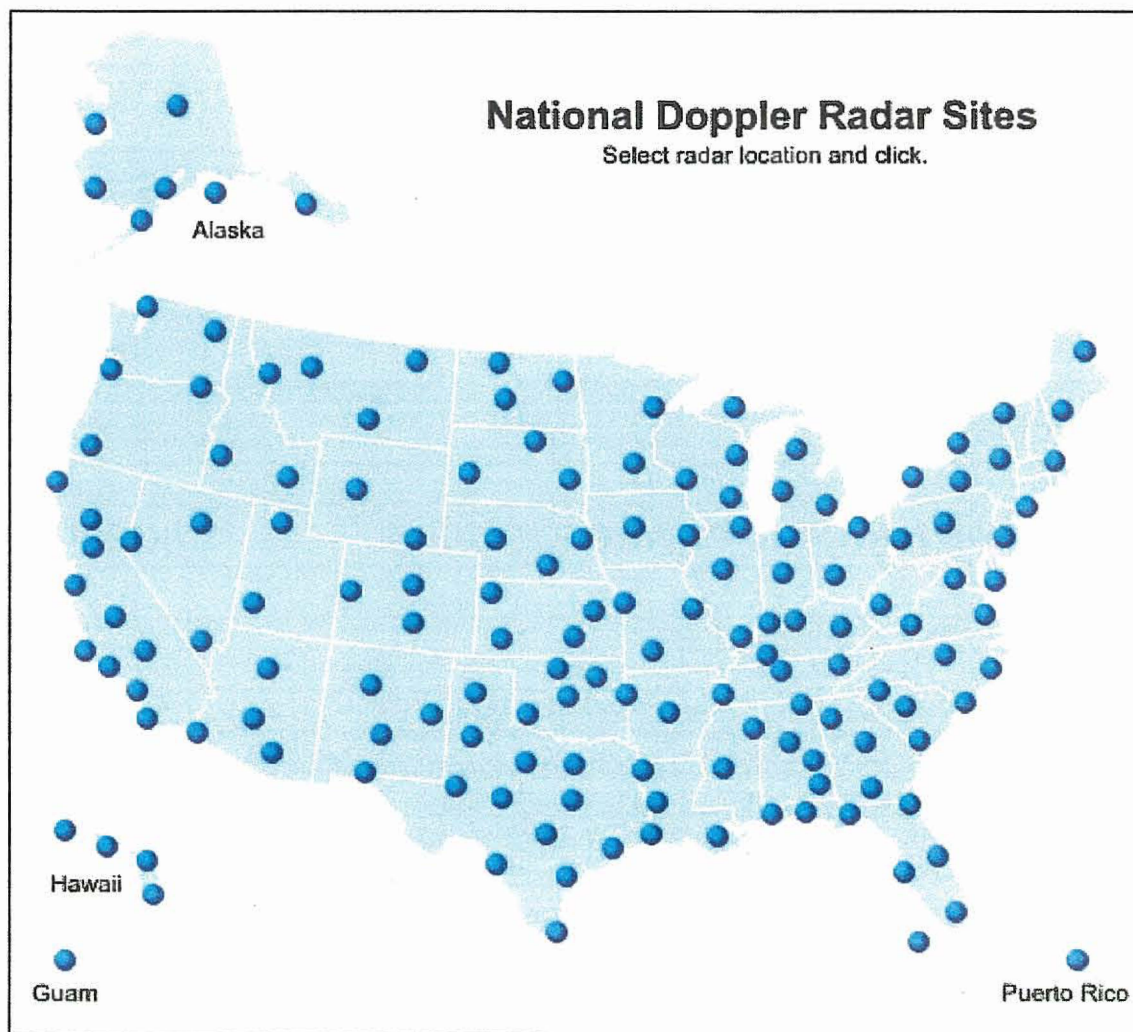 National Doppler Radar Sites
Select radar location and click.
Alaska
Hawaii
Guam
Puerto Rico